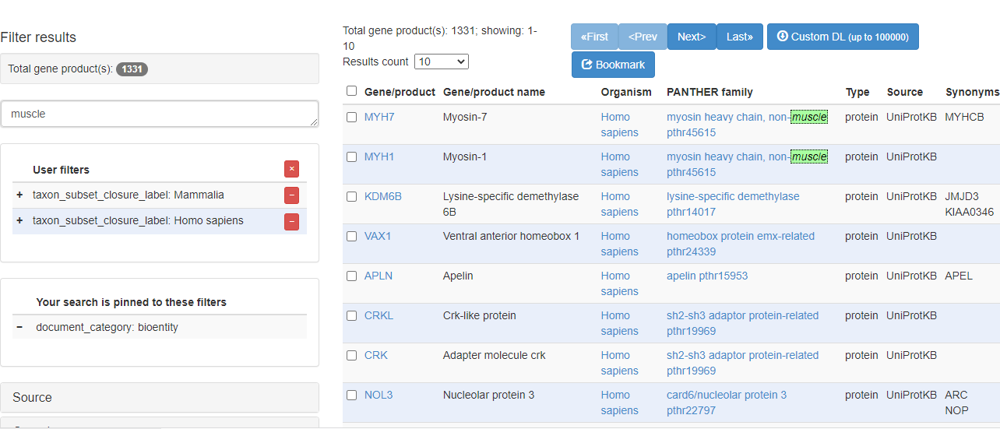 Filter results
Total gene product(s): 1331
muscle
User filters ×
+ taxon_subset_closure_label: Mammalia −
+ taxon_subset_closure_label: Homo sapiens −
Your search is pinned to these filters
− document_category: bioentity
Source
Total gene product(s): 1331; showing: 1-
10
Results count 10
«First <Prev Next> Last» Custom DL (up to 100000)
Bookmark
Gene/product Gene/product name Organism PANTHER family Type Source Synonyms
MYH7 Myosin-7 Homo myosin heavy chain, non-muscle protein UniProtKB MYHCB
sapiens pthr45615
MYH1 Myosin-1 Homo myosin heavy chain, non-muscle protein UniProtKB
sapiens pthr45615
KDM6B Lysine-specific demethylase Homo lysine-specific demethylase protein UniProtKB JMJD3
6B sapiens pthr14017 KIAA0346
VAX1 Ventral anterior homeobox 1 Homo homeobox protein emx-related protein UniProtKB
sapiens pthr24339
APLN Apelin Homo apelin pthr15953 protein UniProtKB APEL
sapiens
CRKL Crk-like protein Homo sh2-sh3 adaptor protein-related protein UniProtKB
sapiens pthr19969
CRK Adapter molecule crk Homo sh2-sh3 adaptor protein-related protein UniProtKB
sapiens pthr19969
NOL3 Nucleolar protein 3 Homo card6/nucleolar protein 3 protein UniProtKB ARC
sapiens pthr22797 NOP